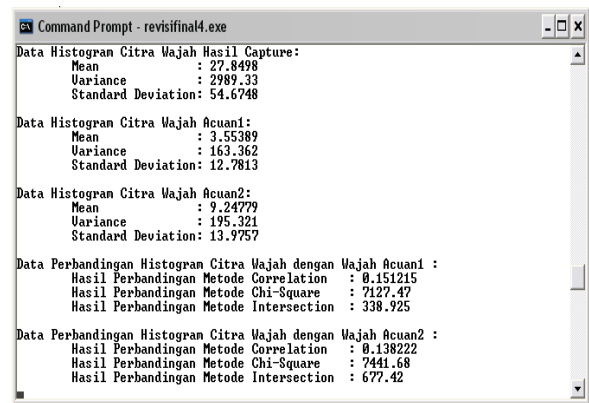 Command Prompt - revisifinal4.exe
Data Histogram Citra Wajah Hasil Capture:
Mean : 27.8498
Variance : 2989.33
Standard Deviation: 54.6748
Data Histogram Citra Wajah Acuan1:
Mean : 3.55389
Variance : 163.362
Standard Deviation: 12.7813
Data Histogram Citra Wajah Acuan2:
Mean : 9.24779
Variance : 195.321
Standard Deviation: 13.9757
Data Perbandingan Histogram Citra Wajah dengan Wajah Acuan1 :
Hasil Perbandingan Metode Correlation : 0.151215
Hasil Perbandingan Metode Chi-Square : 7127.47
Hasil Perbandingan Metode Intersection : 338.925
Data Perbandingan Histogram Citra Wajah dengan Wajah Acuan2 :
Hasil Perbandingan Metode Correlation : 0.138222
Hasil Perbandingan Metode Chi-Square : 7441.68
Hasil Perbandingan Metode Intersection : 677.42